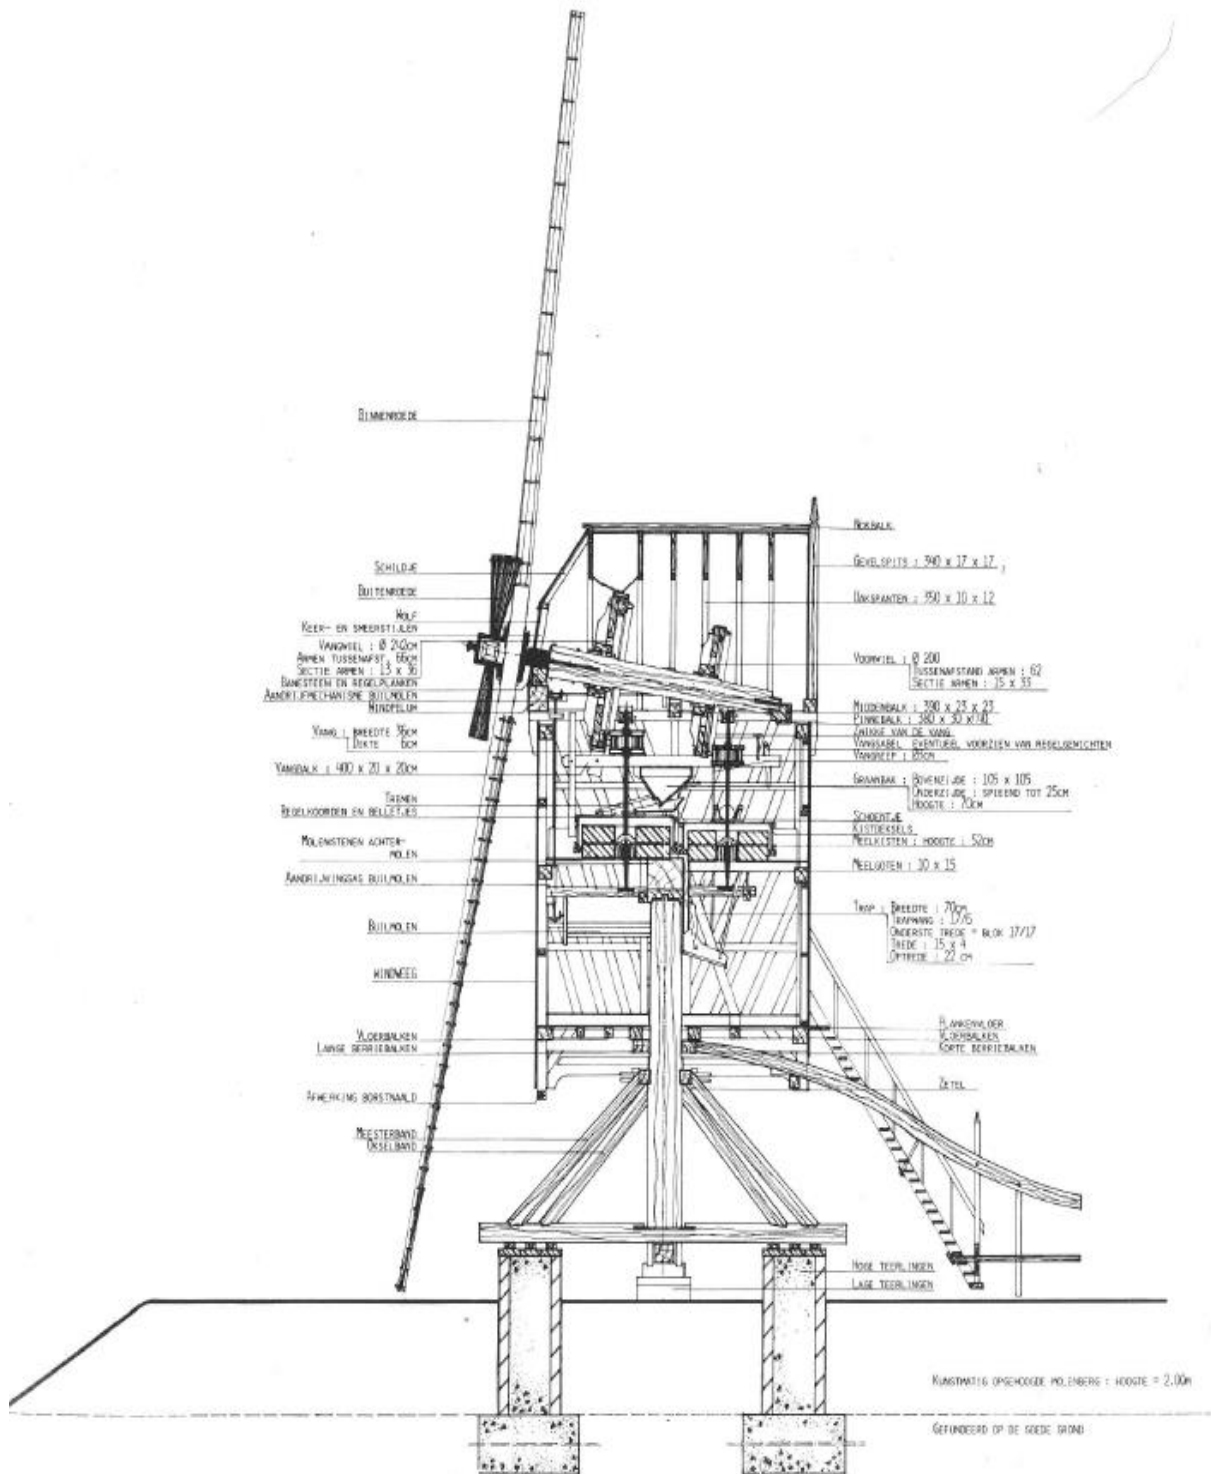 BINNENROEDE
SCHILDJE
BUITENROEDE
WOLF
KEER- EN SMEERSTIJLEN
VANGWIEL : Ø 242CM
ARMEN TUSSENAFST. 66CM
SECTIE ARMEN : 13 x 36
BANESTEEN EN REGELPLANKEN
AANDRIJFMECHANISME BUILMOLEN
WINDPELUM
VANG : BREEDTE 36CM
DIKTE 6CM
VANGBALK : 400 x 20 x 20CM
TREMEN
REGELKOORDEN EN BELLETJES
MOLENSTENEN ACHTER-
MOLEN
AANDRIJVINGSAS BUILMOLEN
BUILMOLEN
WINDWEEG
VLOERBALKEN
LANGE BERRIEBALKEN
AFWERKING BORSTNAALD
MEESTERBAND
OKSELBAND
NOKBALK
GEVELSPITS : 340 x 17 x 17
DAKSPANTEN : 350 x 10 x 12
VOORWIEL : Ø 200
TUSSENAFSTAND ARMEN : 62
SECTIE ARMEN : 15 x 33
MIDDENBALK : 390 x 23 x 23
PINNEBALK : 380 x 30 x
ZWIKKE VAN DE VANG
VANGSABEL EVENTUEEL VOORZIEN VAN REGELGEWICHTEN
VANGREEP :
GRAANBAK : BOVENZIJDE : 105 x 105
ONDERZIJDE : SPIEEND TOT 25CM
HOOGTE : 70CM
SCHOENTJE
KISTDEKSELS
MEELKISTEN : HOOGTE : 52CM
MEELGOTEN : 10 x 15
TRAP : BREEDTE : 70CM
TRAPWANG : 17/6
ONDERSTE TREDE = BLOK 17/17
TREDE : 15 x 4
OPTREDE : 22 CM
PLANKENVLOER
VLOERBALKEN
KORTE BERRIEBALKEN
ZETEL
HOGE TEERLINGEN
LAGE TEERLINGEN
KUNSTMATIG OPGEHOOGDE MOLENBERG : HOOGTE = 2.00M
GEFUNDEERD OP DE GOEDE GROND